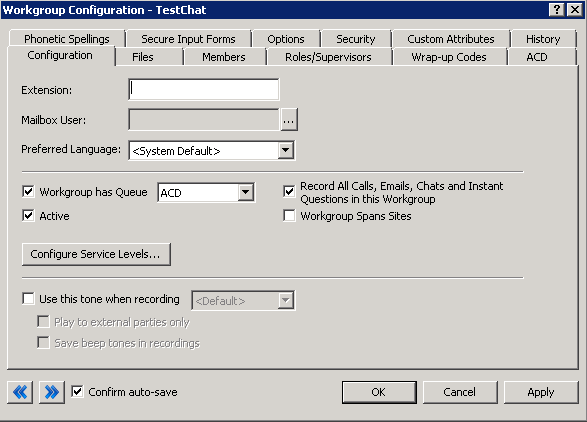 Workgroup Configuration - TestChat
Phonetic Spellings Secure Input Forms Options Security Custom Attributes History
Configuration Files Members Roles/Supervisors Wrap-up Codes ACD
Extension:
Mailbox User: ...
Preferred Language: <System Default>
Workgroup has Queue ACD
Record All Calls, Emails, Chats and Instant
Questions in this Workgroup
Active
Workgroup Spans Sites
Configure Service Levels...
Use this tone when recording <Default>
Play to external parties only
Save beep tones in recordings
Confirm auto-save OK Cancel Apply